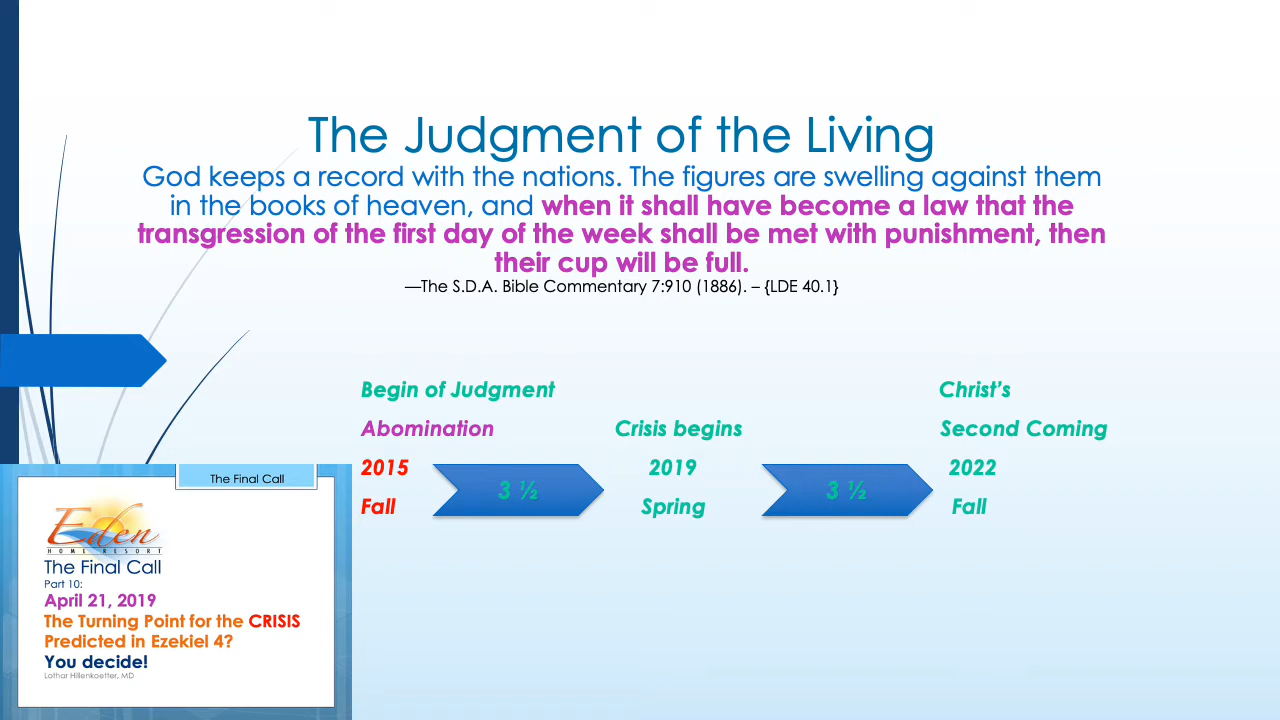 The Judgment of the Living
God keeps a record with the nations. The figures are swelling against them
in the books of heaven, and when it shall have become a law that the
transgression of the first day of the week shall be met with punishment, then
their cup will be full.
—The S.D.A. Bible Commentary 7:910 (1886). – {LDE 40.1}
Begin of Judgment
Christ's
Abomination
Crisis begins
Second Coming
2015
3 ½
2019
3 ½
2022
Fall
Spring
Fall
The Final Call
Eden
HOME RESORT
The Final Call
Part 10:
April 21, 2019
The Turning Point for the CRISIS
Predicted in Ezekiel 4?
You decide!
Lothar Hillenkoetter, MD